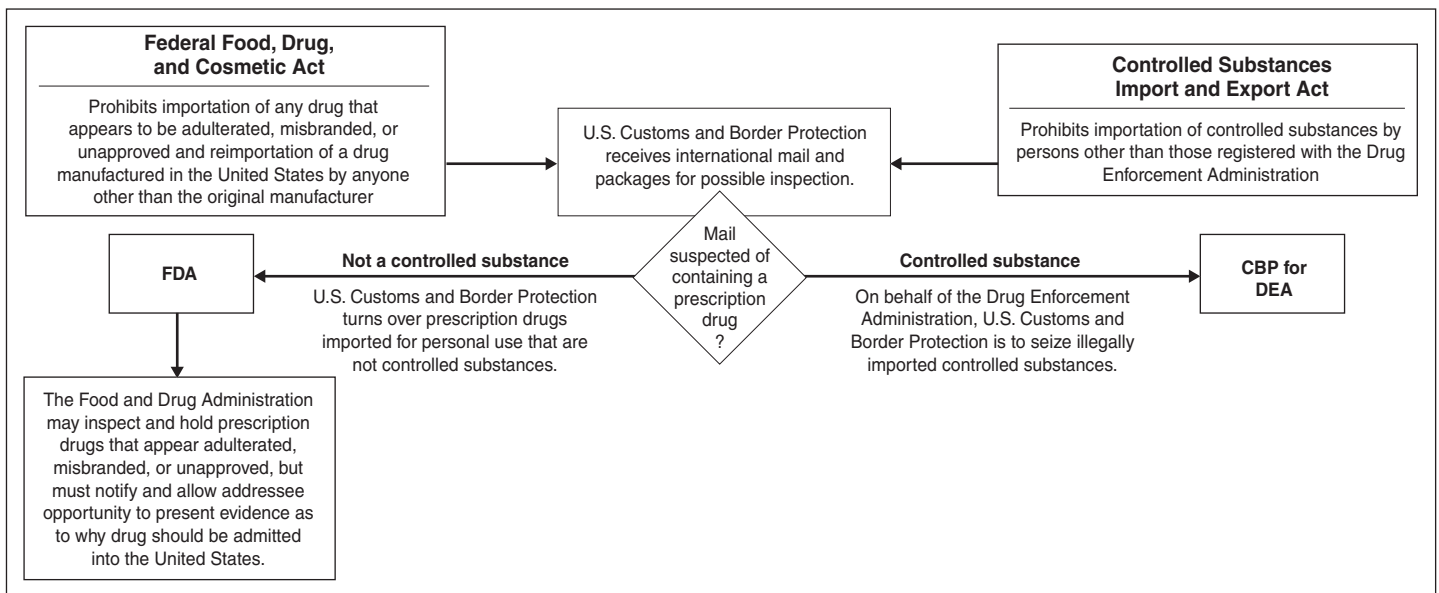 Federal Food, Drug,
and Cosmetic Act
Prohibits importation of any drug that
appears to be adulterated, misbranded, or
unapproved and reimportation of a drug
manufactured in the United States by anyone
other than the original manufacturer
U.S. Customs and Border Protection
receives international mail and
packages for possible inspection.
Controlled Substances
Import and Export Act
Prohibits importation of controlled substances by
persons other than those registered with the Drug
Enforcement Administration
Mail
suspected of
containing a
prescription
drug
?
Not a controlled substance
U.S. Customs and Border Protection
turns over prescription drugs
imported for personal use that are
not controlled substances.
FDA
Controlled substance
On behalf of the Drug Enforcement
Administration, U.S. Customs and
Border Protection is to seize illegally
imported controlled substances.
CBP for
DEA
The Food and Drug Administration
may inspect and hold prescription
drugs that appear adulterated,
misbranded, or unapproved, but
must notify and allow addressee
opportunity to present evidence as
to why drug should be admitted
into the United States.